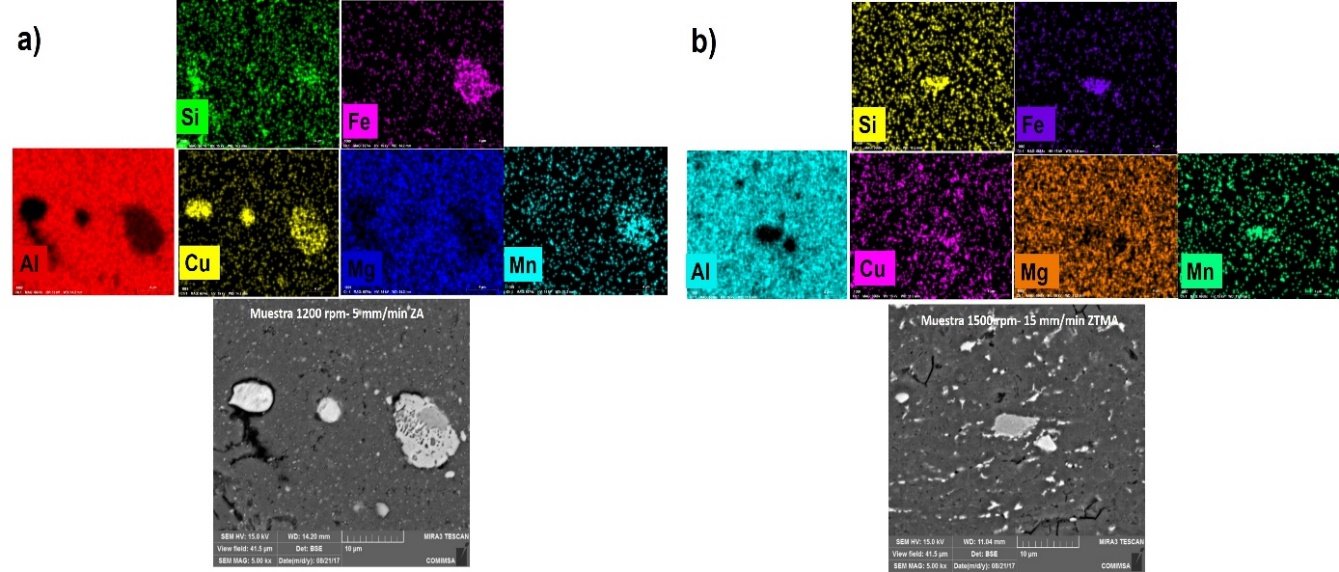 a)
Si
Fe
Al
Cu
Mg
Mn
Muestra 1200 rpm- 5 mm/min ZA
SEM HV: 15.0 kV
WD: 14.20 mm
MIRA3 TESCAN
View field: 41.5 µm
Det: BSE
10 µm
SEM MAG: 5.00 kx
Date(m/d/y): 08/21/17
COMIMSA
b)
Si
Fe
Al
Cu
Mg
Mn
Muestra 1500 rpm- 15 mm/min ZTMA
SEM HV: 15.0 kV
WD: 11.04 mm
MIRA3 TESCAN
View field: 41.5 µm
Det: BSE
10 µm
SEM MAG: 5.00 kx
Date(m/d/y): 08/21/17
COMIMSA